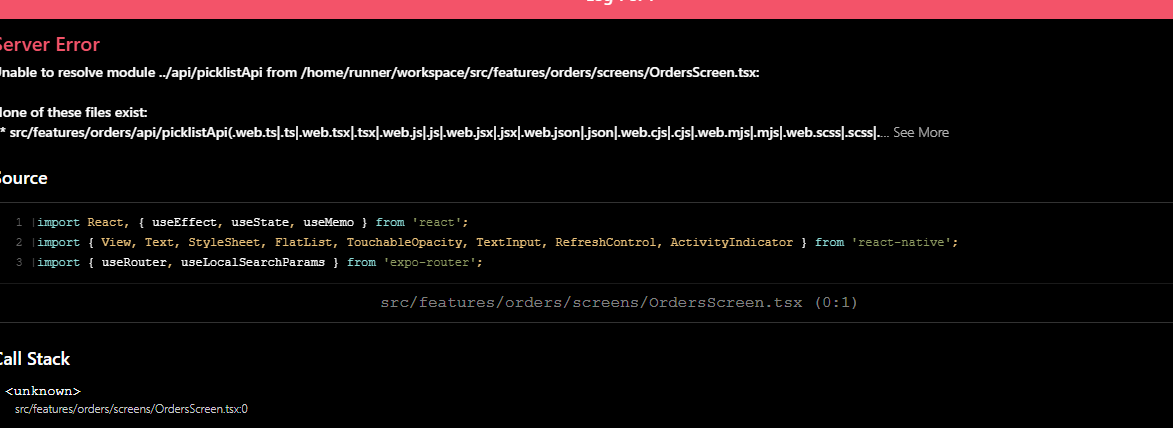 Server Error
Unable to resolve module ../api/picklistApi from /home/runner/workspace/src/features/orders/screens/OrdersScreen.tsx:
None of these files exist:
* src/features/orders/api/picklistApi(.web.ts|.ts|.web.tsx|.tsx|.web.js|.js|.web.jsx|.jsx|.web.json|.json|.web.cjs|.cjs|.web.mjs|.mjs|.web.scss|.scss|.... See More
Source
1 |import React, { useEffect, useState, useMemo } from 'react';
2 |import { View, Text, StyleSheet, FlatList, TouchableOpacity, TextInput, RefreshControl, ActivityIndicator } from 'react-native';
3 |import { useRouter, useLocalSearchParams } from 'expo-router';
src/features/orders/screens/OrdersScreen.tsx (0:1)
Call Stack
<unknown>
src/features/orders/screens/OrdersScreen.tsx:0